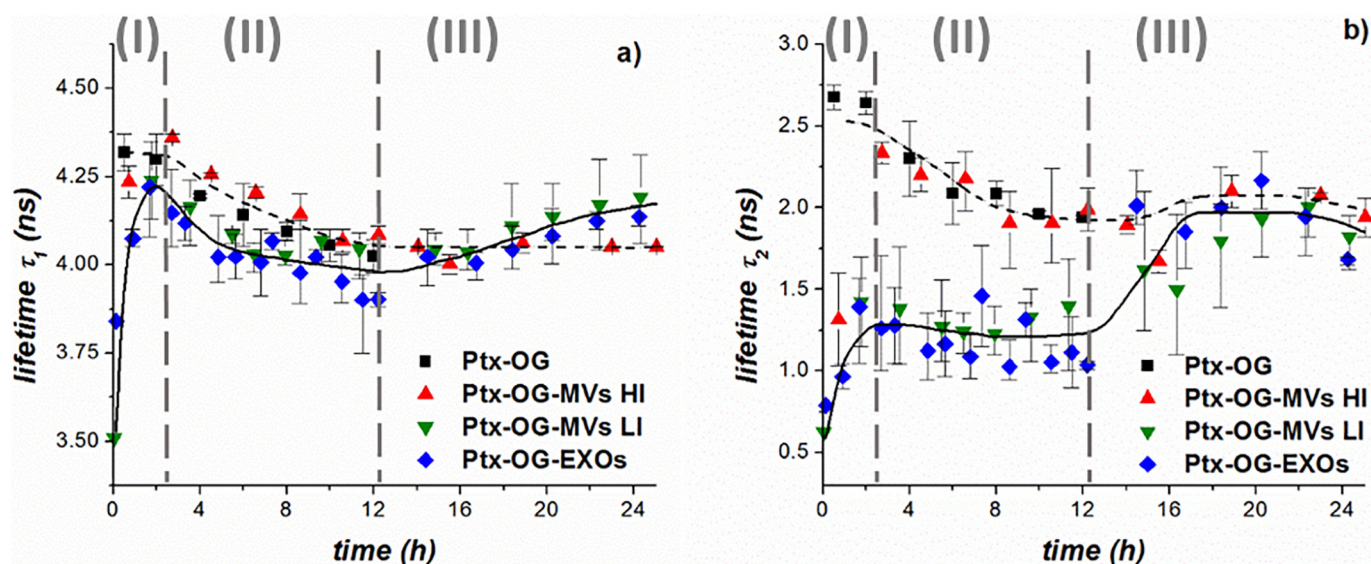 (I) (II) (III) a)
4.50
4.25
4.00
3.75
3.50
lifetime τ1 (ns)
Ptx-OG
Ptx-OG-MVs HI
Ptx-OG-MVs LI
Ptx-OG-EXOs
0 4 8 12 16 20 24
time (h)
(I) (II) (III) b)
3.0
2.5
2.0
1.5
1.0
0.5
lifetime τ2 (ns)
Ptx-OG
Ptx-OG-MVs HI
Ptx-OG-MVs LI
Ptx-OG-EXOs
0 4 8 12 16 20 24
time (h)